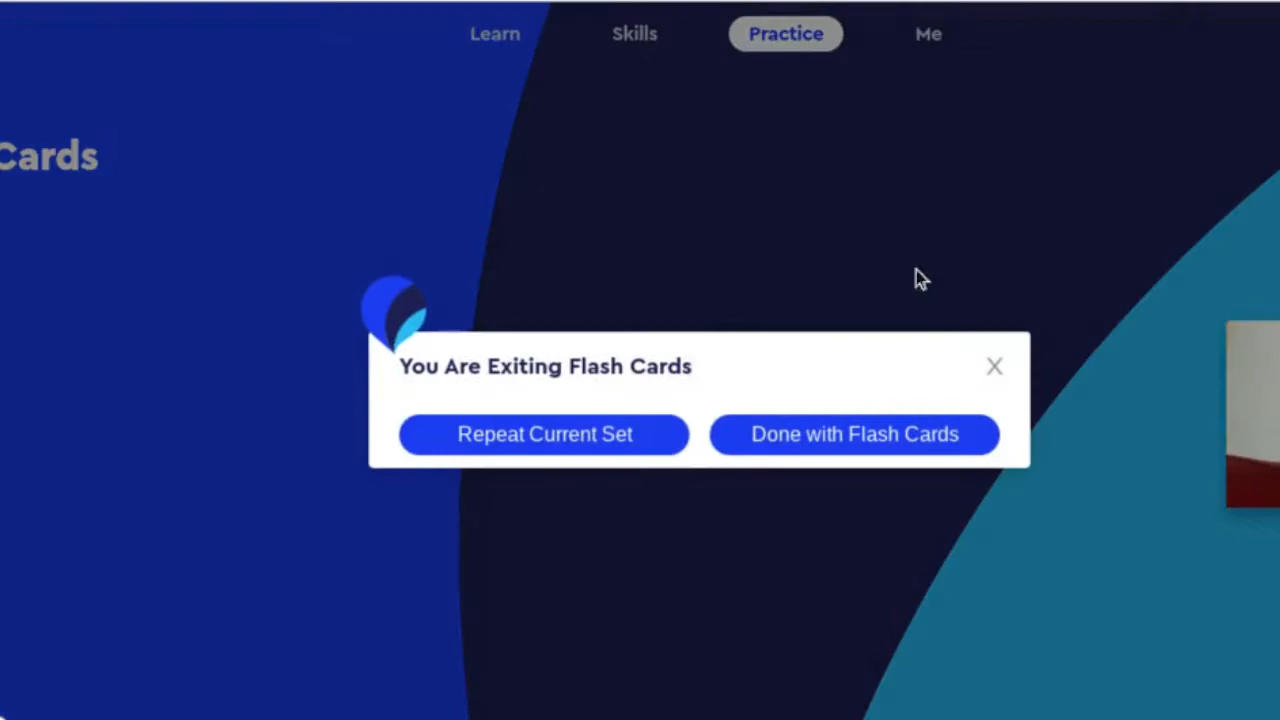 Learn Skills Practice Me
Cards
You Are Exiting Flash Cards X
Repeat Current Set Done with Flash Cards